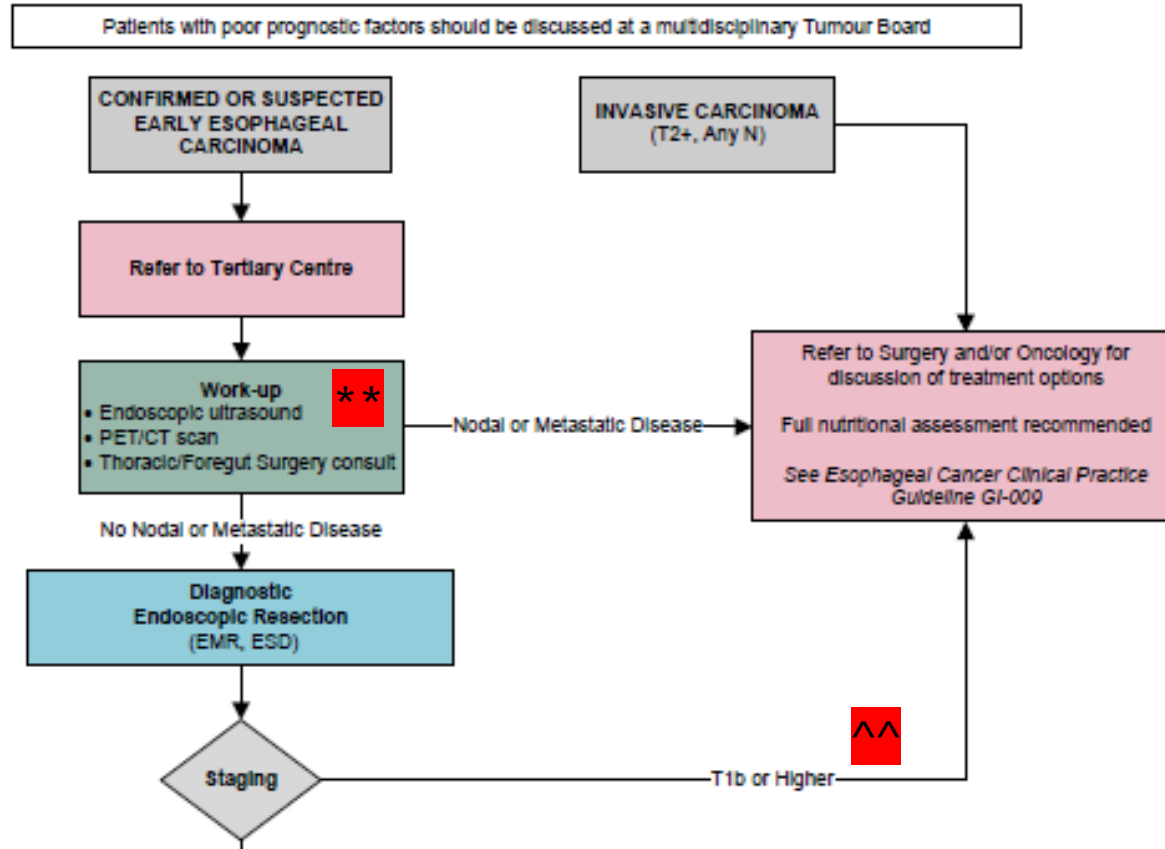 Patients with poor prognostic factors should be discussed at a multidisciplinary Tumour Board
CONFIRMED OR SUSPECTED
EARLY ESOPHAGEAL
CARCINOMA
INVASIVE CARCINOMA
(T2+, Any N)
Refer to Tertiary Centre
Work-up
* *
• Endoscopic ultrasound
• PET/CT scan
• Thoracic/Foregut Surgery consult
Nodal or Metastatic Disease
Refer to Surgery and/or Oncology for
discussion of treatment options
Full nutritional assessment recommended
See Esophageal Cancer Clinical Practice
Guideline GI-009
No Nodal or Metastatic Disease
Diagnostic
Endoscopic Resection
(EMR, ESD)
^^
Staging
T1b or Higher